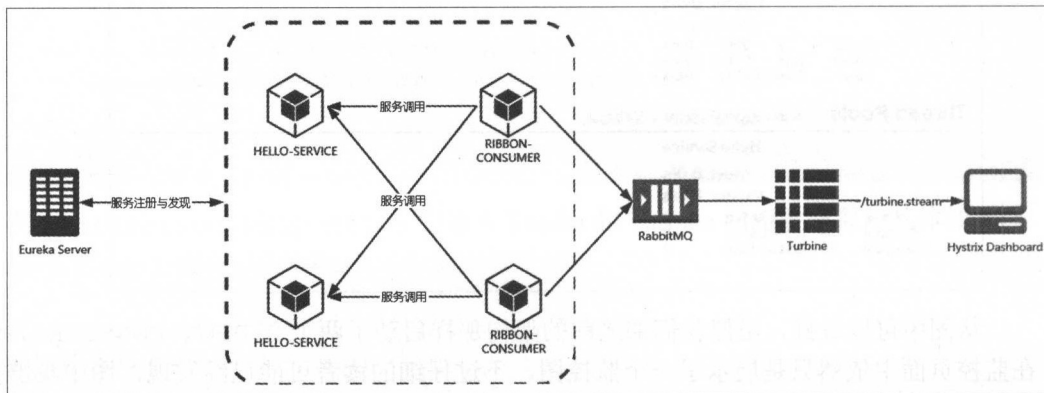 服务调用
HELLO-SERVICE
RIBBON-
CONSUMER
服务注册与发现
服务调用
Eureka Server
RabbitMQ
Turbine
/turbine.stream
Hystrix Dashboard
服务调用
HELLO-SERVICE
RIBBON-
CONSUMER